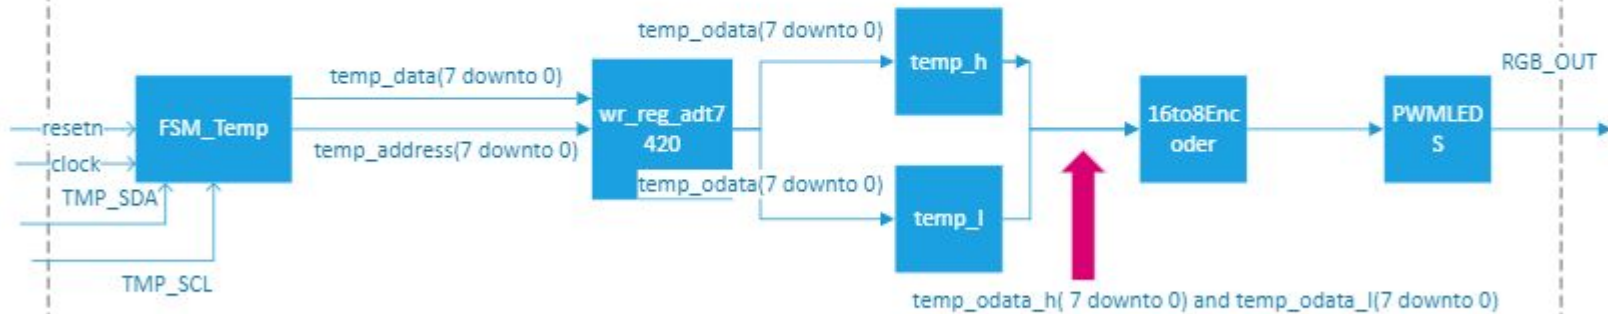 temp_odata(7 downto 0)
temp_h
RGB_OUT
temp_data(7 downto 0)
resetn
FSM_Temp
wr_reg_adt7
420
16to8Enc
oder
PWMLED
S
clock
temp_address(7 downto 0)
TMP_SDA
temp_odata(7 downto 0)
temp_l
TMP_SCL
temp_odata_h( 7 downto 0) and temp_odata_l(7 downto 0)